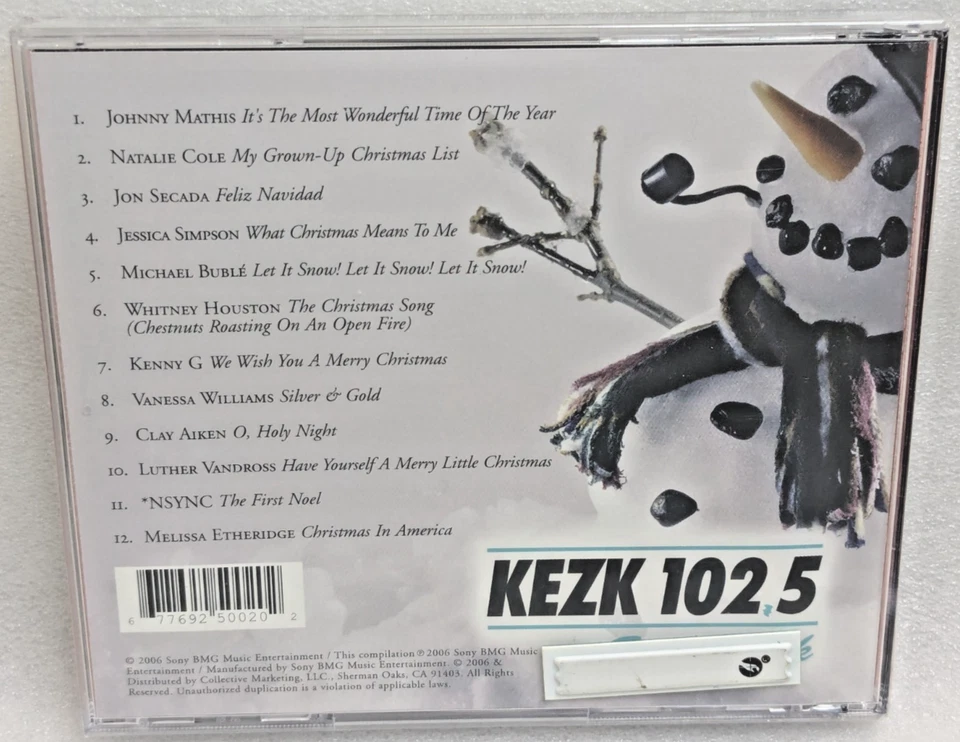 1. JOHNNY MATHIS It's The Most Wonderful Time Of The Year
2. NATALIE COLE My Grown-Up Christmas List
3. JON SECADA Feliz Navidad
4. JESSICA SIMPSON What Christmas Means To Me
5. MICHAEL BUBLÉ Let It Snow! Let It Snow! Let It Snow!
6. WHITNEY HOUSTON The Christmas Song
(Chestnuts Roasting On An Open Fire)
7. KENNY G We Wish You A Merry Christmas
8. VANESSA WILLIAMS Silver & Gold
9. CLAY AIKEN O, Holy Night
10. LUTHER VANDROSS Have Yourself A Merry Little Christmas
11. *NSYNC The First Noel
12. MELISSA ETHERIDGE Christmas In America
KEZK 102.5
6 77692 50020 2
© 2006 Sony BMG Music Entertainment / This compilation ℗ 2006 Sony BMG Music
Entertainment / Manufactured by Sony BMG Music Entertainment. © 2006 &
Distributed by Collective Marketing, LLC., Sherman Oaks, CA 91403. All Rights
Reserved. Unauthorized duplication is a violation of applicable laws.